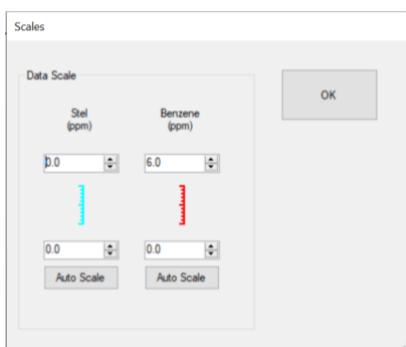 Scales
Data Scale
Stel
(ppm)
Benzene
(ppm)
OK
0.0
6.0
0.0
0.0
Auto Scale
Auto Scale